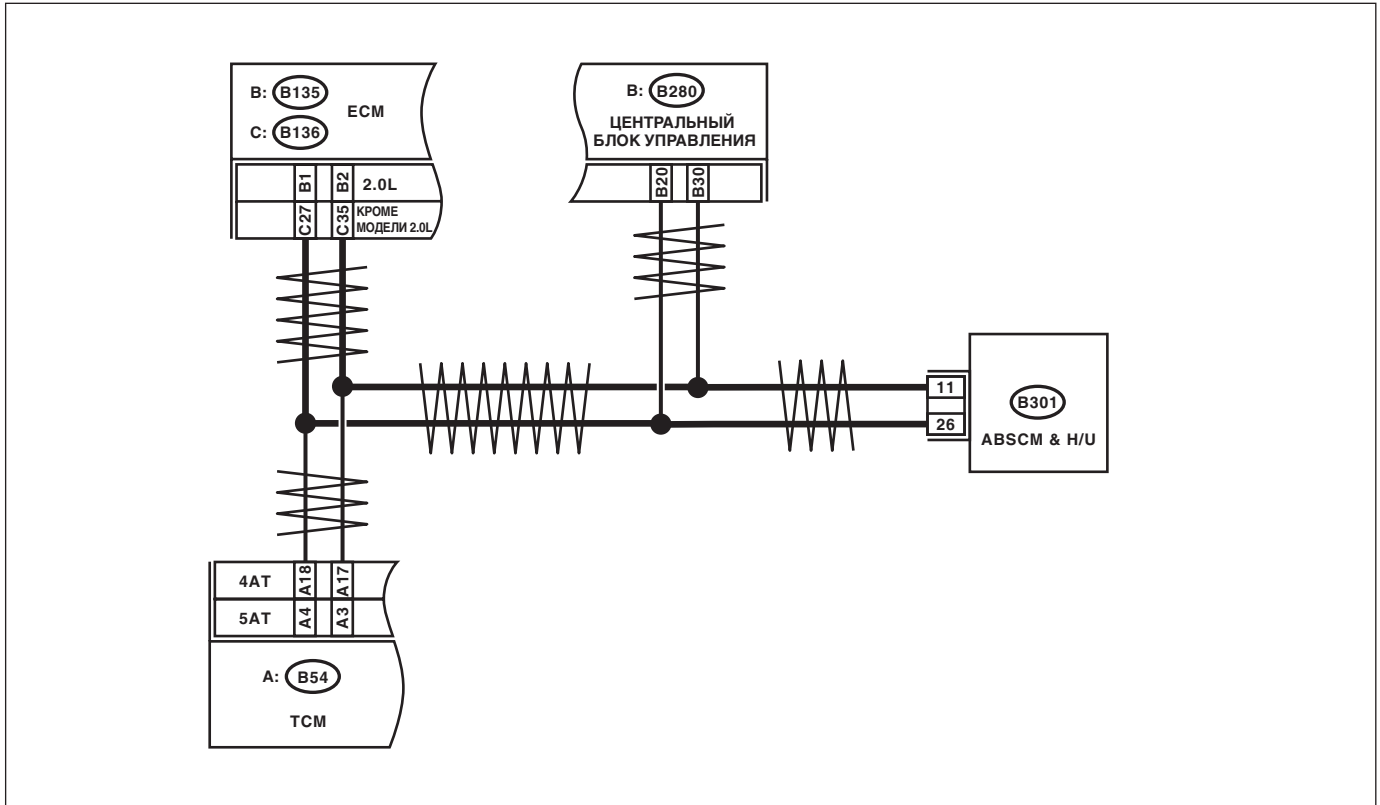 B: B135
ECM
C: B136
B1 B2 2.0L
C27 C35 КРОМЕ
МОДЕЛИ 2.0L
B: B280
ЦЕНТРАЛЬНЫЙ
БЛОК УПРАВЛЕНИЯ
B20 B30
11
26
B301
ABSCM & H/U
4AT A18 A17
5AT A4 A3
A: B54
TCM